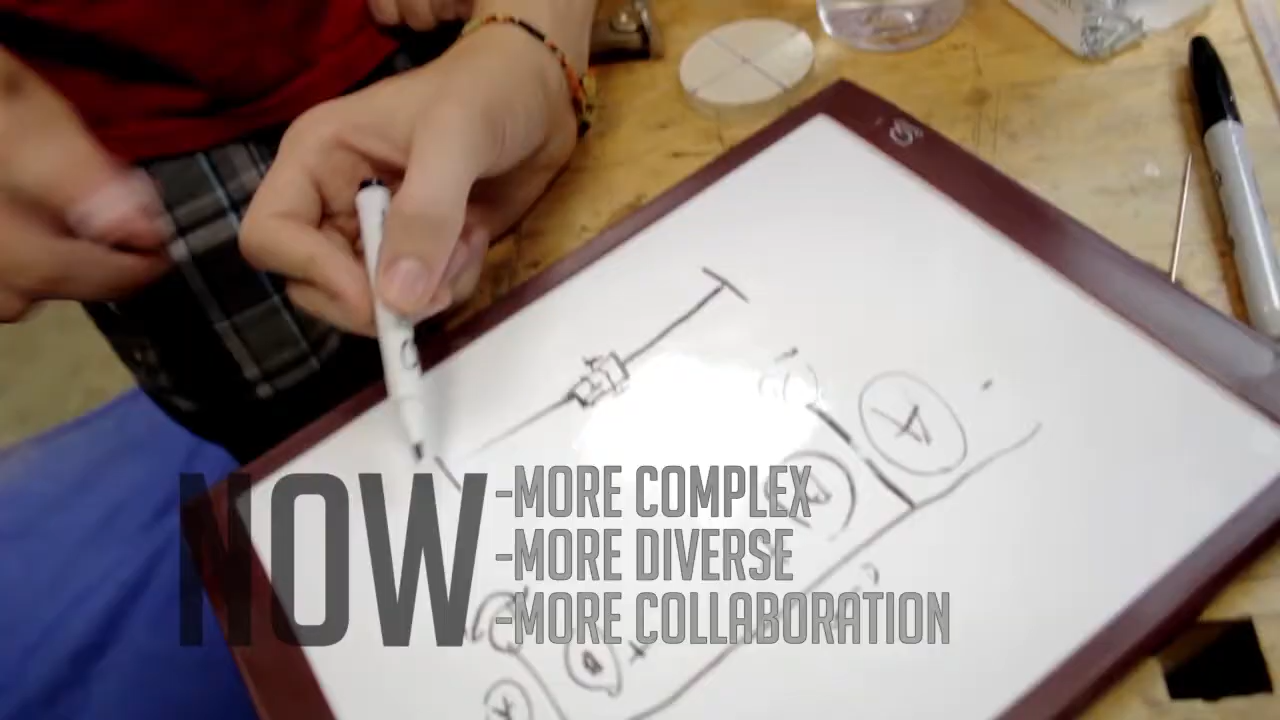 A
NOW
-MORE COMPLEX
-MORE DIVERSE
-MORE COLLABORATION